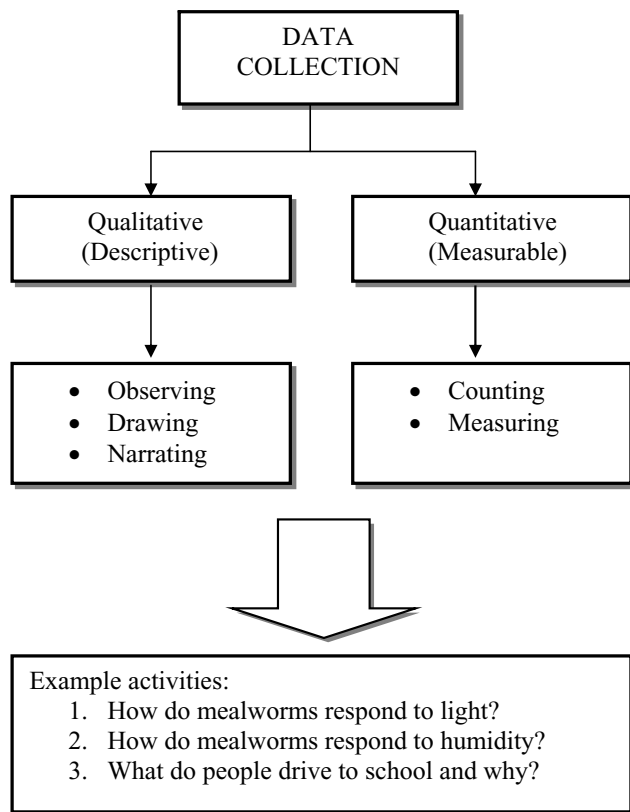 DATA
COLLECTION
Qualitative
(Descriptive)
Quantitative
(Measurable)
• Observing
• Drawing
• Narrating
• Counting
• Measuring
Example activities:
1. How do mealworms respond to light?
2. How do mealworms respond to humidity?
3. What do people drive to school and why?